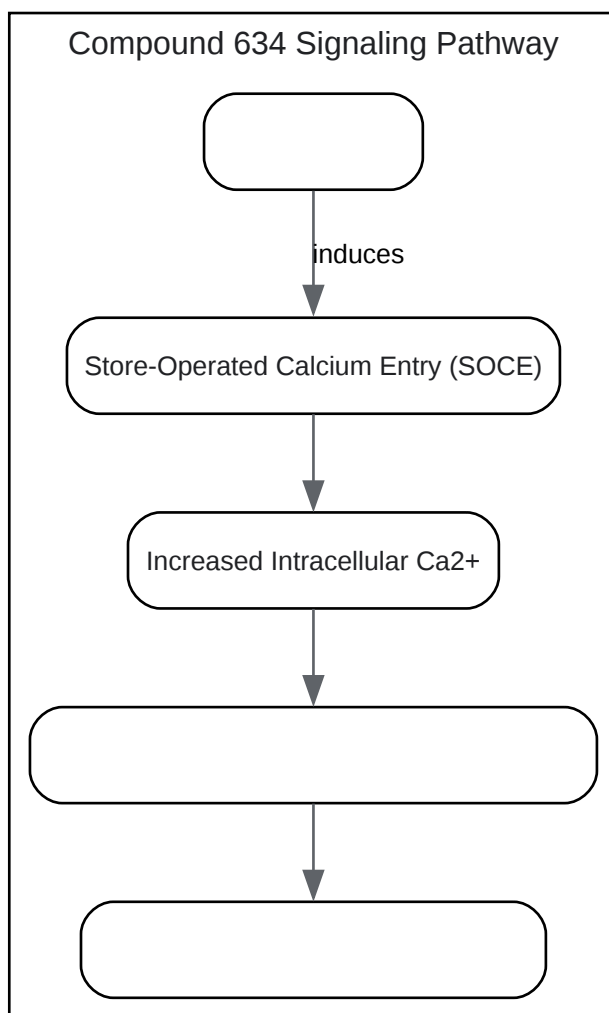 Compound 634 Signaling Pathway
induces
Store-Operated Calcium Entry (SOCE)
Increased Intracellular Ca2+